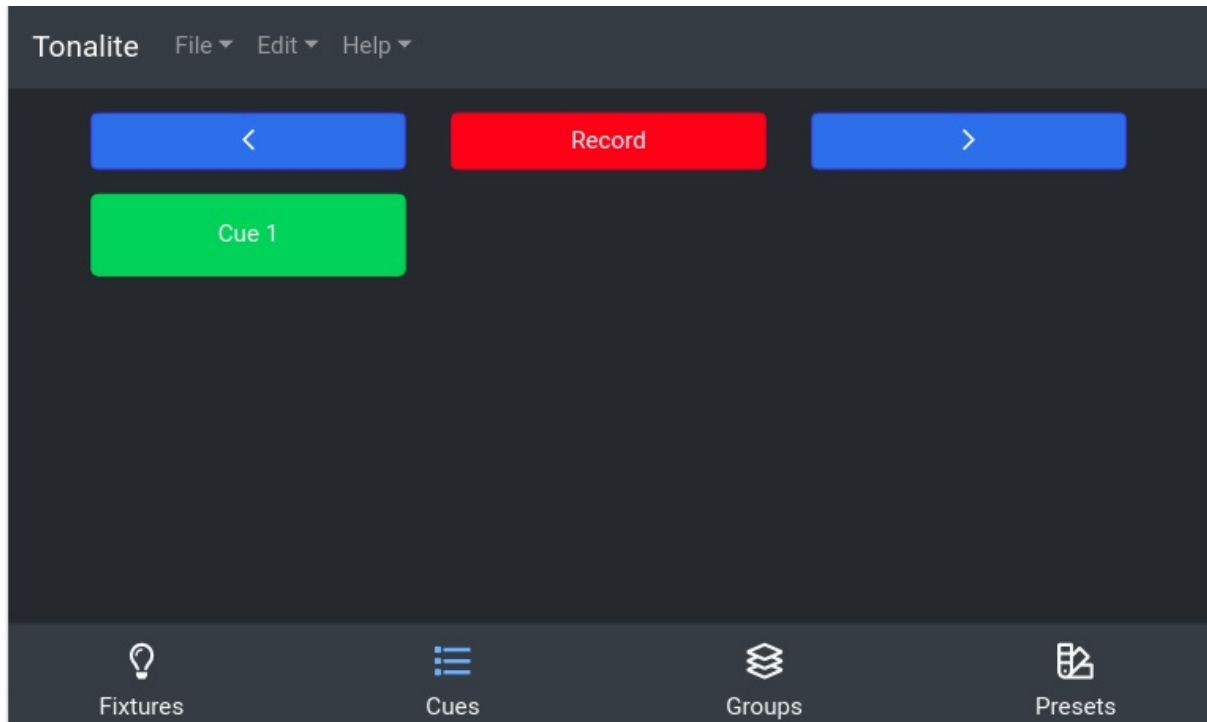 Tonalite File Edit Help
< Record >
Cue 1
Fixtures Cues Groups Presets